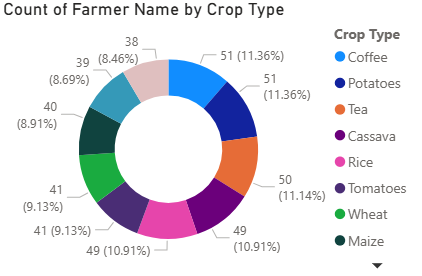 Count of Farmer Name by Crop Type
38
(8.46%)
39
(8.69%)
40
(8.91%)
41
(9.13%)
41 (9.13%)
49 (10.91%)
49
(10.91%)
50
(11.14%)
51
(11.36%)
51 (11.36%)
Crop Type
Coffee
Potatoes
Tea
Cassava
Rice
Tomatoes
Wheat
Maize